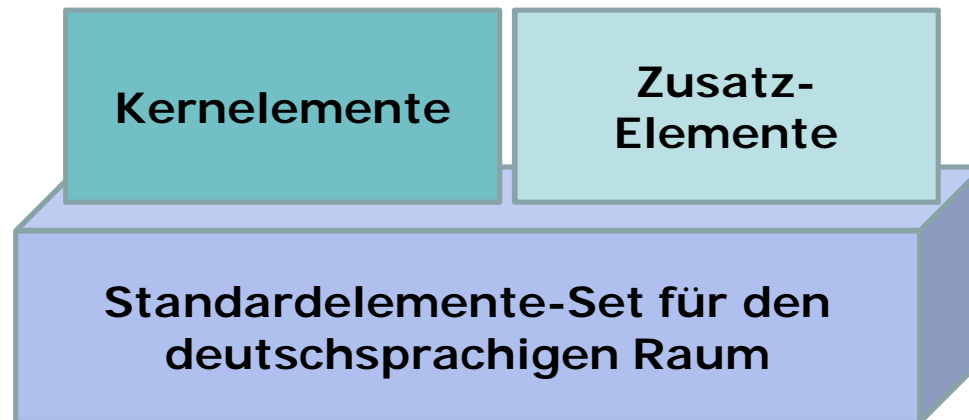 Kernelemente
Zusatz-
Elemente
Standardelemente-Set für den
deutschsprachigen Raum